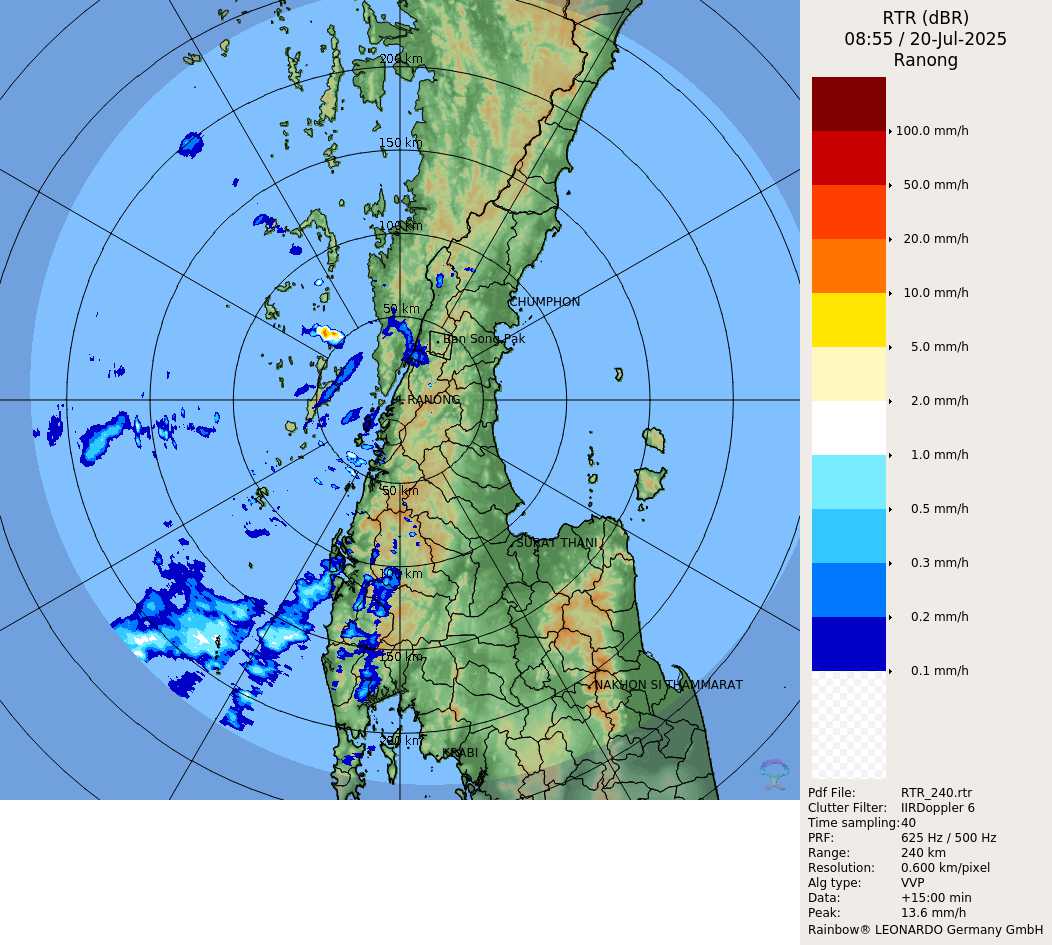 RTR (dBR)
08:55 / 20-Jul-2025
Ranong
100.0 mm/h
50.0 mm/h
20.0 mm/h
10.0 mm/h
5.0 mm/h
2.0 mm/h
1.0 mm/h
0.5 mm/h
0.3 mm/h
0.2 mm/h
0.1 mm/h
Pdf File: RTR_240.rtr
Clutter Filter: IIRDoppler 6
Time sampling: 40
PRF: 625 Hz / 500 Hz
Range: 240 km
Resolution: 0.600 km/pixel
Alg type: VVP
Data: +15:00 min
Peak: 13.6 mm/h
Rainbow® LEONARDO Germany GmbH
200 km
150 km
100 km
CHUMPHON
50 km
Ban Song Pak
RANONG
50 km
SURAT THANI
100 km
150 km
NAKHON SI THAMMARAT
200 km
KRABI